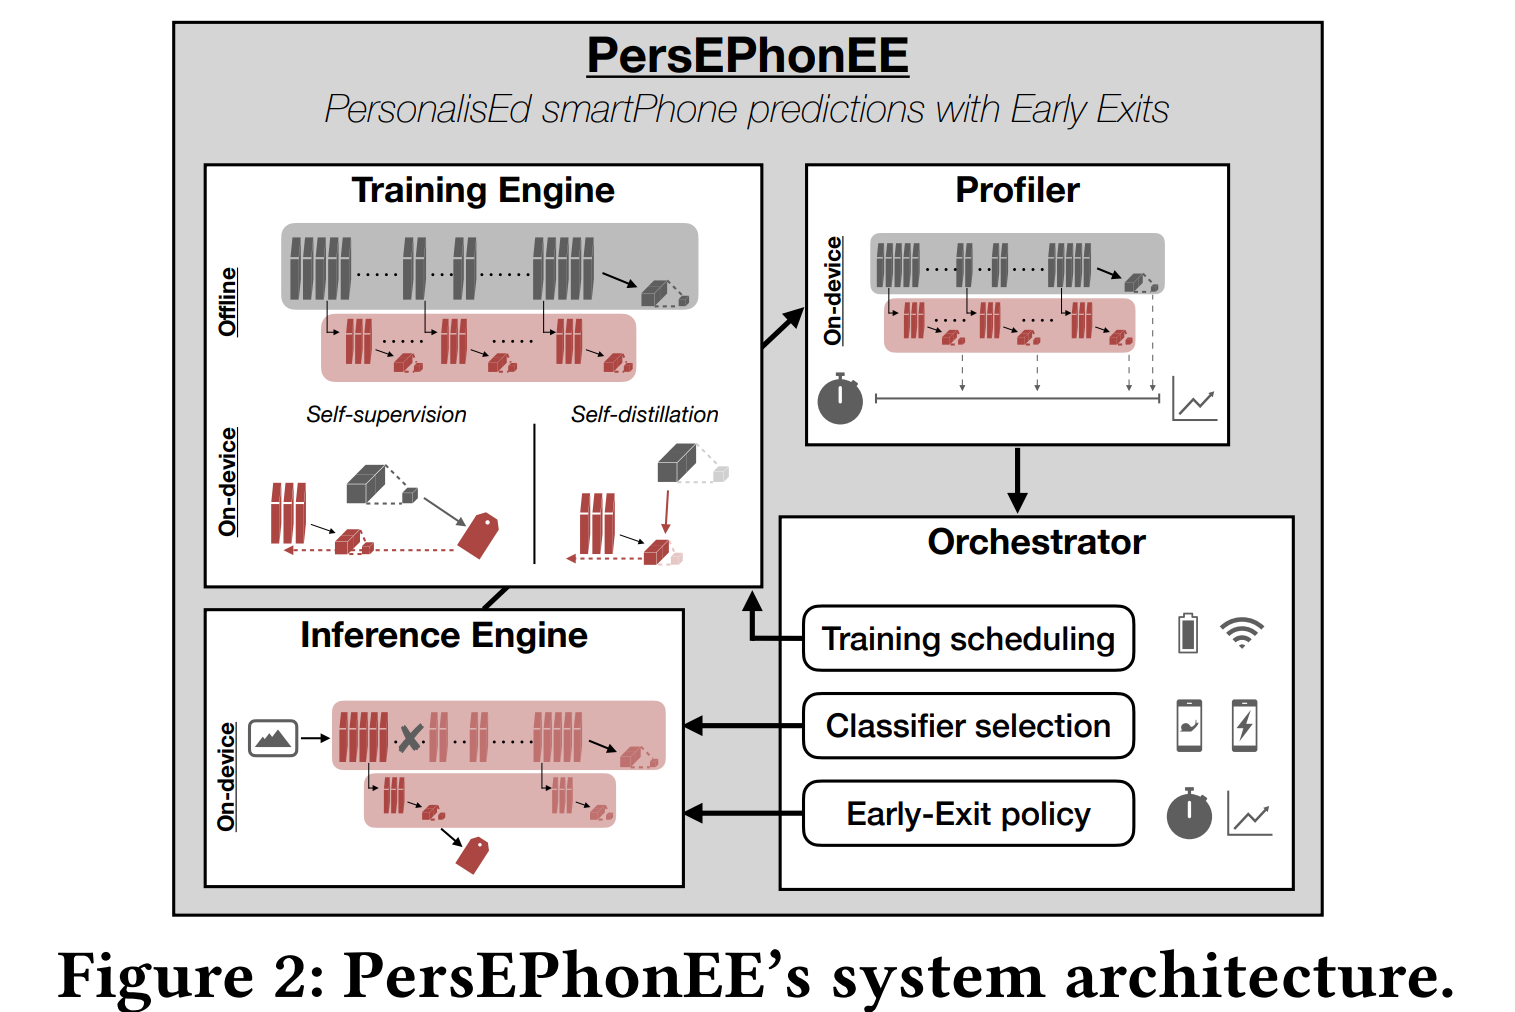 PersEPhonEE
PersonalisEd smartPhone predictions with Early Exits
Training Engine
Offline
On-device
Self-supervision
Self-distillation
Profiler
On-device
Inference Engine
On-device
Orchestrator
Training scheduling
Classifier selection
Early-Exit policy
Figure 2: PersEPhonEE’s system architecture.